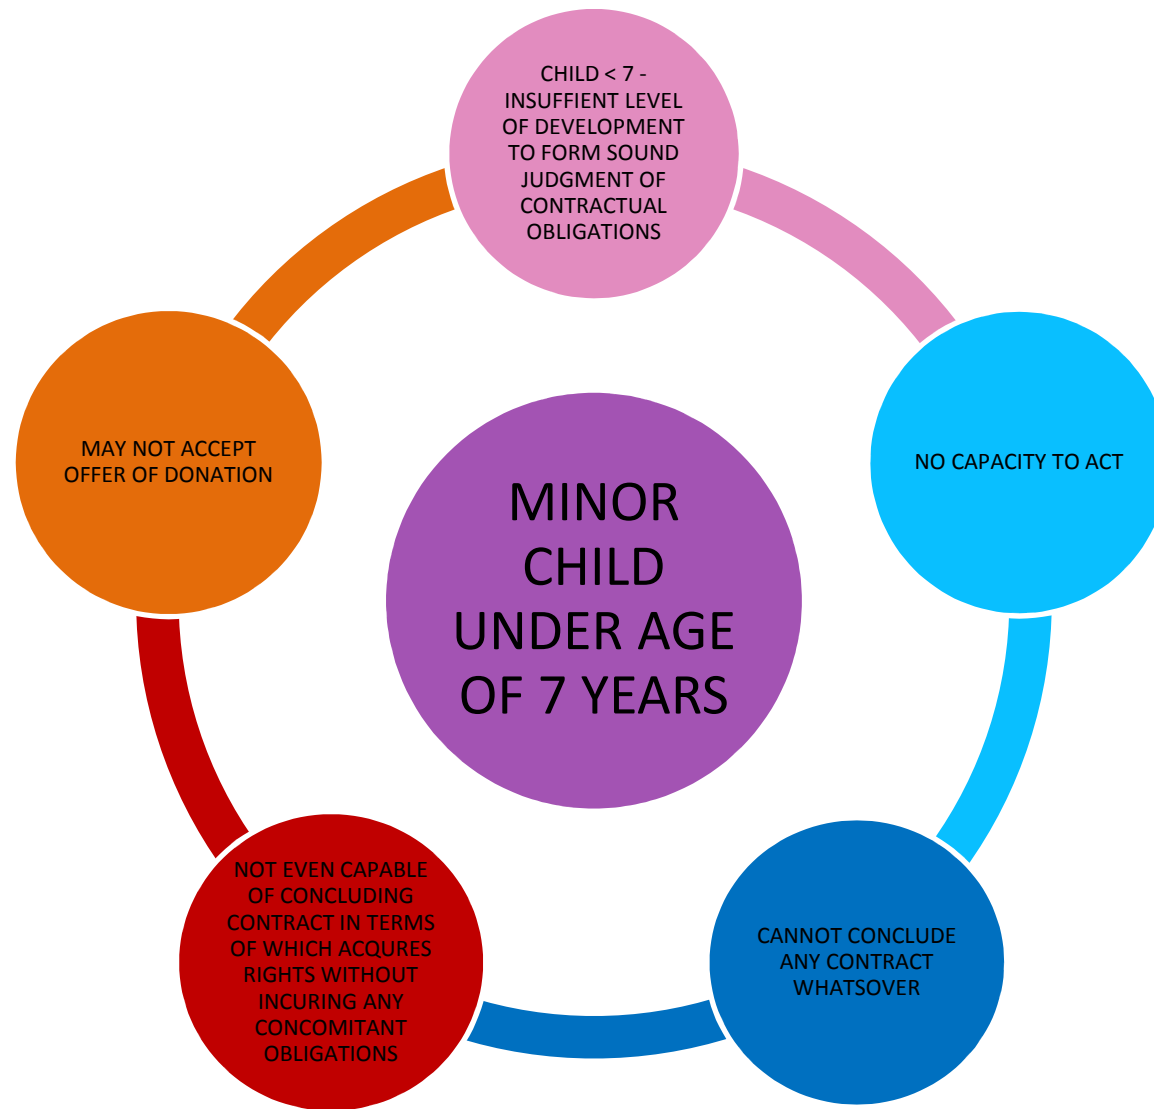 CHILD < 7 -
INSUFFIENT LEVEL
OF DEVELOPMENT
TO FORM SOUND
JUDGMENT OF
CONTRACTUAL
OBLIGATIONS
NO CAPACITY TO ACT
CANNOT CONCLUDE
ANY CONTRACT
WHATSOVER
NOT EVEN CAPABLE
OF CONCLUDING
CONTRACT IN TERMS
OF WHICH ACQURES
RIGHTS WITHOUT
INCURING ANY
CONCOMITANT
OBLIGATIONS
MAY NOT ACCEPT
OFFER OF DONATION
MINOR
CHILD
UNDER AGE
OF 7 YEARS